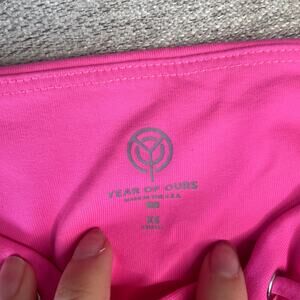 YEAR OF OURS
MADE IN THE U.S.A.
XS